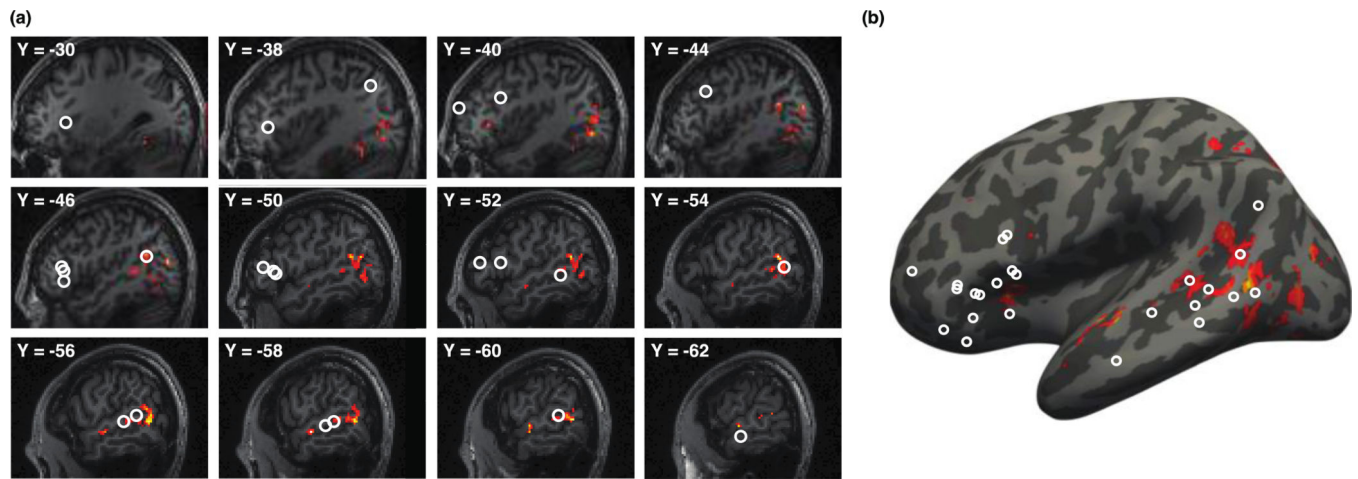 (a)
(b)
Y = -30
Y = -38
Y = -40
Y = -44
Y = -46
Y = -50
Y = -52
Y = -54
Y = -56
Y = -58
Y = -60
Y = -62